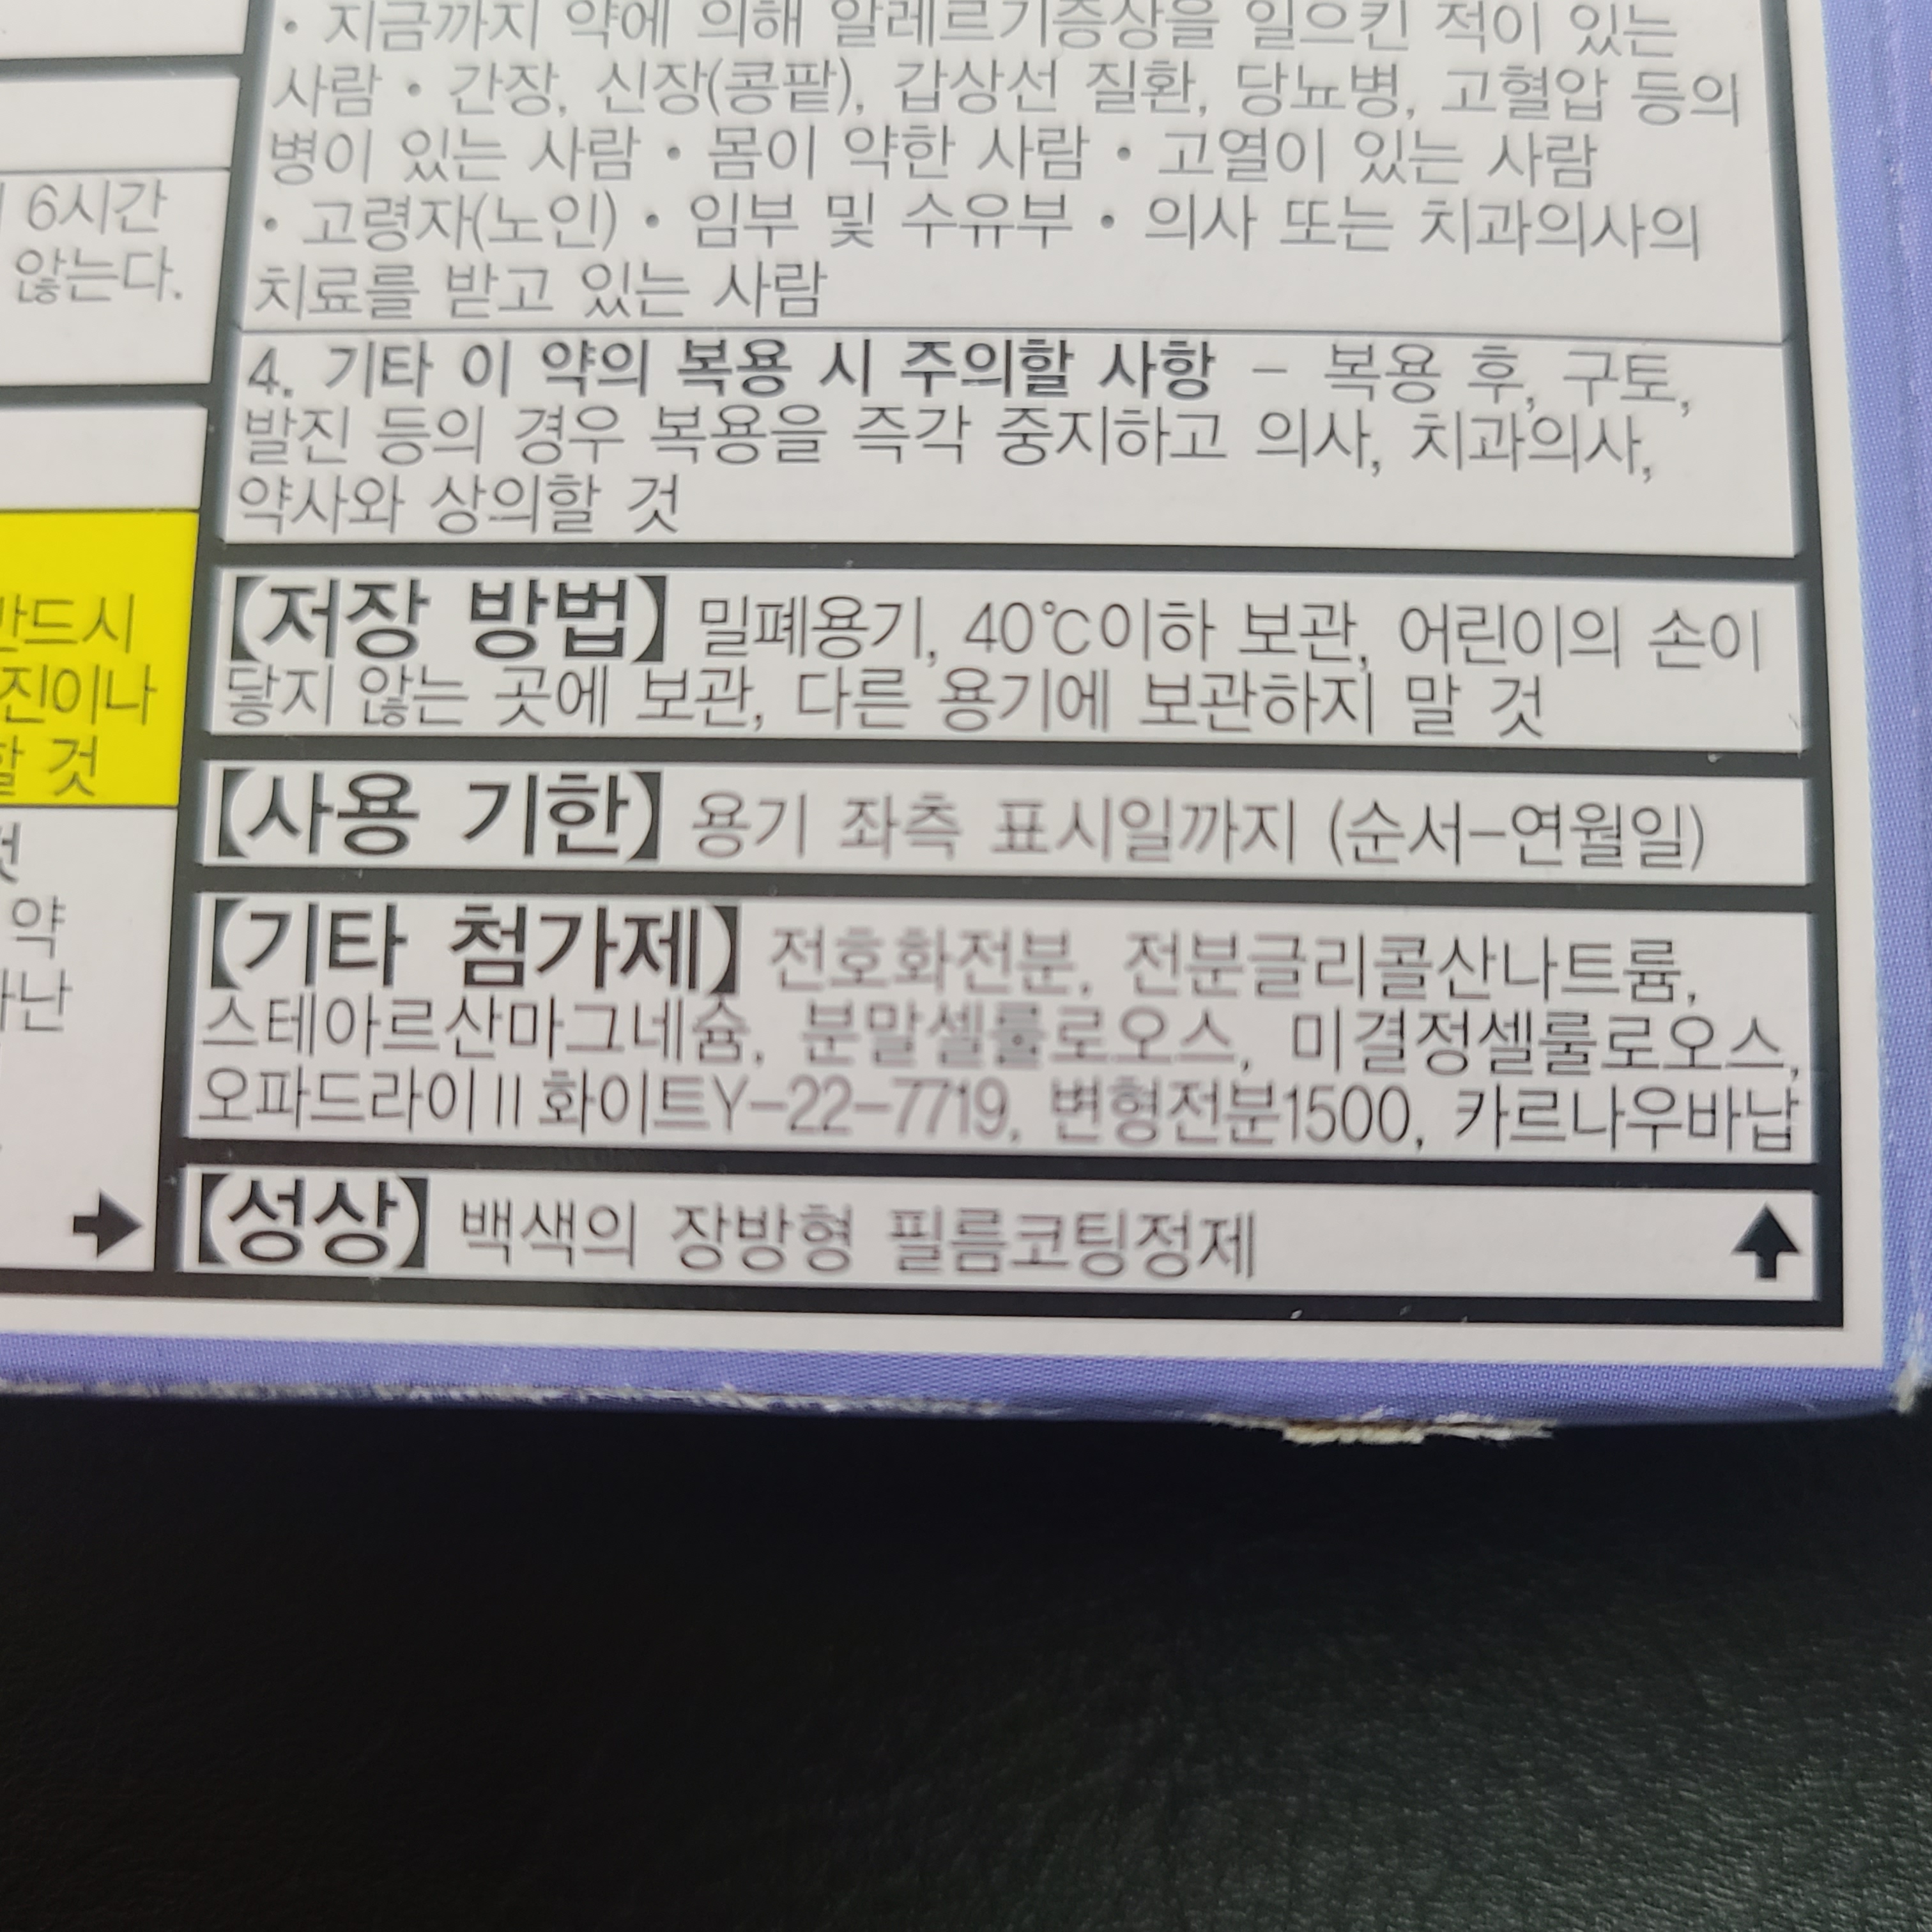 6시간
않는다.
반드시
진이나
할 것
것
약
난
· 지금까지 약에 의해 알레르기증상을 일으킨 적이 있는
사람 · 간장, 신장(콩팥), 갑상선 질환, 당뇨병, 고혈압 등의
병이 있는 사람 · 몸이 약한 사람 · 고열이 있는 사람
· 고령자(노인) · 임부 및 수유부 · 의사 또는 치과의사의
치료를 받고 있는 사람
4. 기타 이 약의 복용 시 주의할 사항 - 복용 후, 구토,
발진 등의 경우 복용을 즉각 중지하고 의사, 치과의사,
약사와 상의할 것
【저장 방법】 밀폐용기, 40℃이하 보관, 어린이의 손이
닿지 않는 곳에 보관, 다른 용기에 보관하지 말 것
【사용 기한】 용기 좌측 표시일까지 (순서-연월일)
【기타 첨가제】 전호화전분, 전분글리콜산나트륨,
스테아르산마그네슘, 분말셀룰로오스, 미결정셀룰로오스,
오파드라이Ⅱ화이트Y-22-7719, 변형전분1500, 카르나우바납
【성상】 백색의 장방형 필름코팅정제